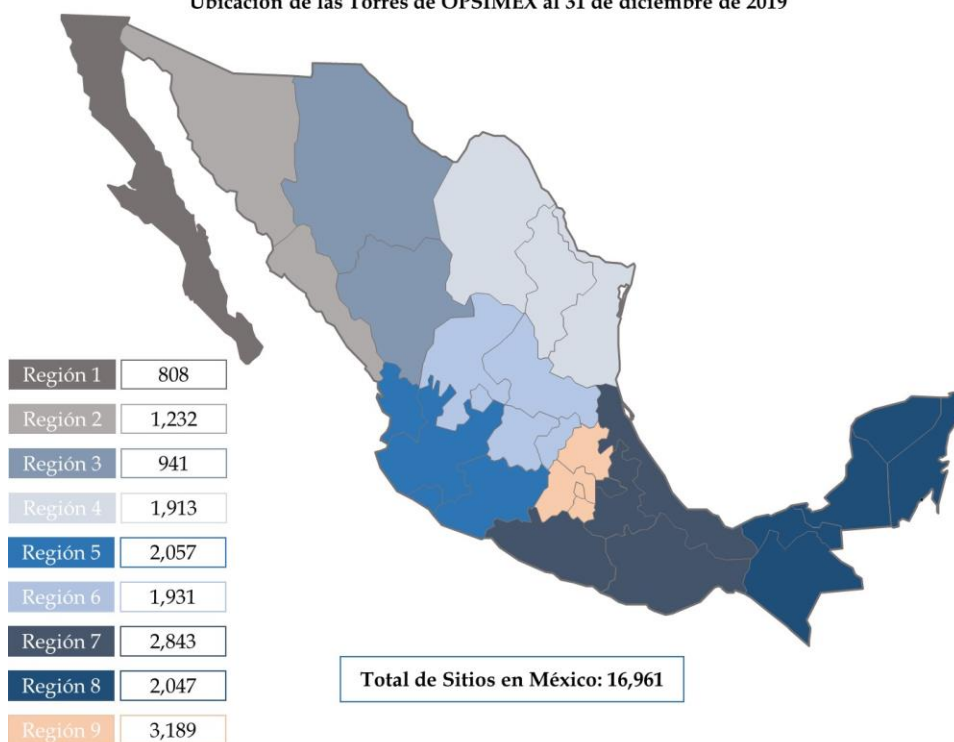 Ubicación de las Torres de OPSIMEX al 31 de diciembre de 2019
Región 1 808
Región 2 1,232
Región 3 941
Región 4 1,913
Región 5 2,057
Región 6 1,931
Región 7 2,843
Región 8 2,047
Región 9 3,189
Total de Sitios en México: 16,961